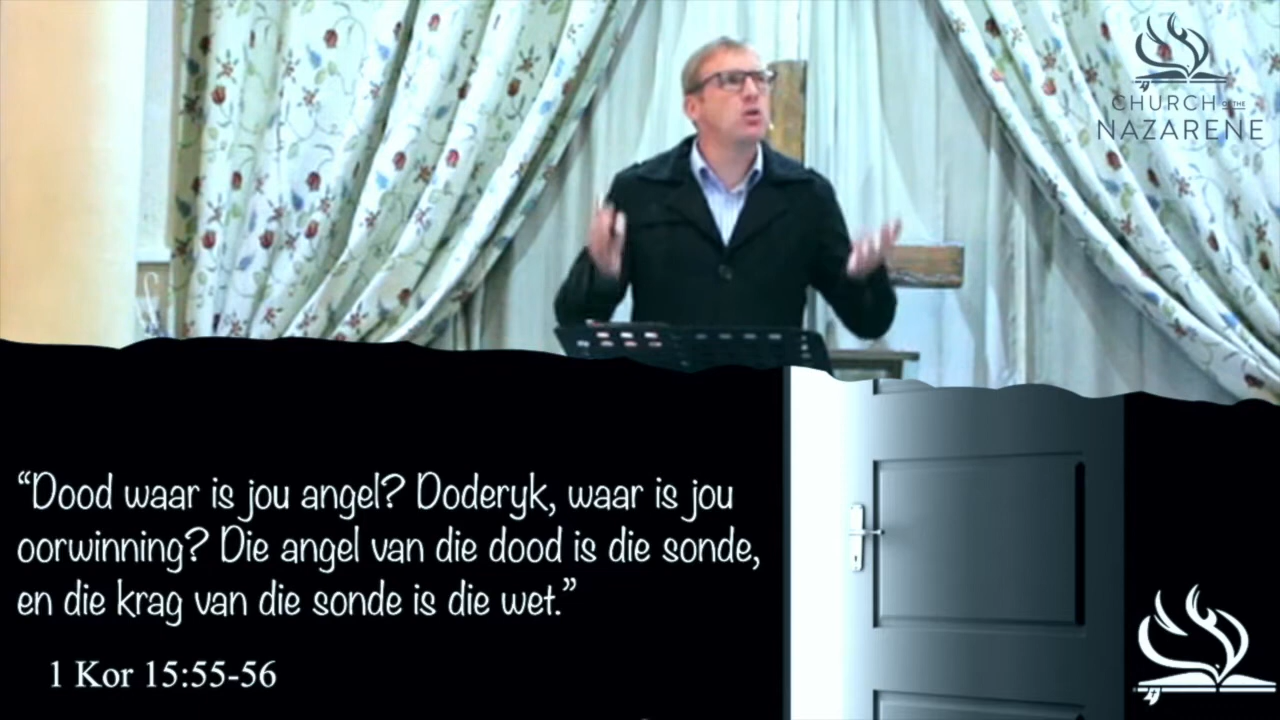 CHURCH OF THE
NAZARENE
“Dood waar is jou angel? Doderyk, waar is jou
oorwinning? Die angel van die dood is die sonde,
en die krag van die sonde is die wet.”
1 Kor 15:55-56